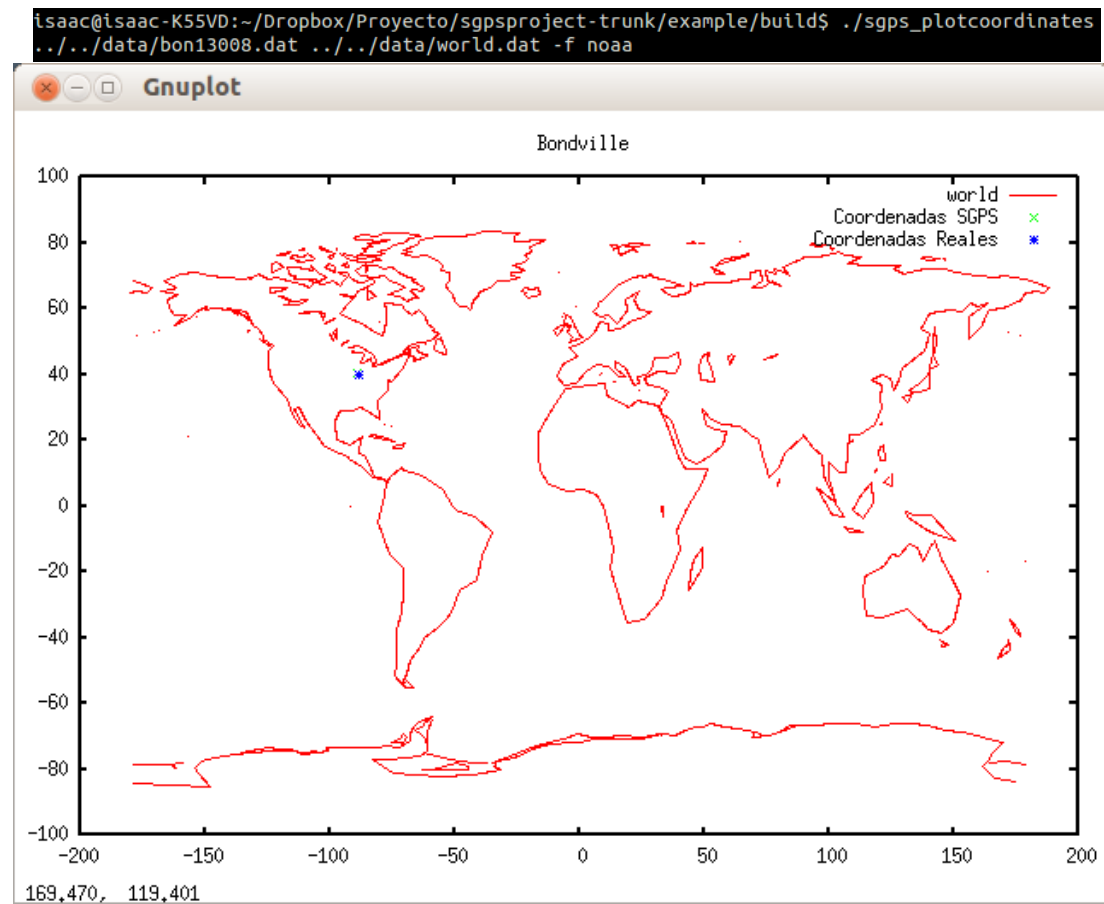 isaac@isaac-K55VD:~/Dropbox/Proyecto/sgpsproject-trunk/example/build$ ./sgps_plotcoordinates
../../data/bon13008.dat ../../data/world.dat -f noaa
Gnuplot
Bondville
world
Coordenadas SGPS
Coordenadas Reales
100
80
60
40
20
0
-20
-40
-60
-80
-100
-200 -150 -100 -50 0 50 100 150 200
169.470, 119.401